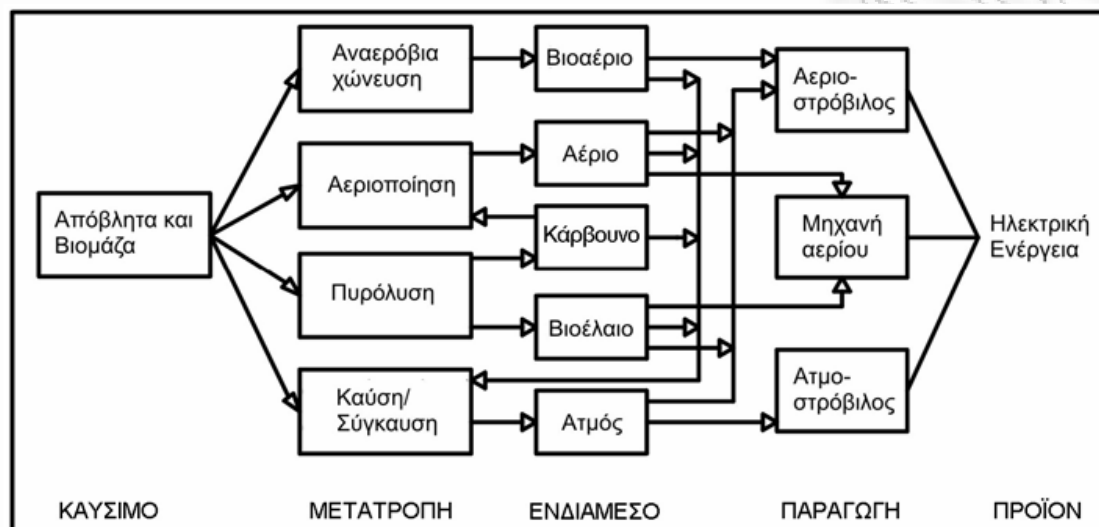 Απόβλητα και
Βιομάζα
Αναερόβια
χώνευση
Αεριοποίηση
Πυρόλυση
Καύση/
Σύγκαυση
Βιοαέριο
Αέριο
Κάρβουνο
Βιοέλαιο
Ατμός
Αεριο-
στρόβιλος
Μηχανή
αερίου
Ατμο-
στρόβιλος
Ηλεκτρική
Ενέργεια
ΚΑΥΣΙΜΟ
ΜΕΤΑΤΡΟΠΗ
ΕΝΔΙΑΜΕΣΟ
ΠΑΡΑΓΩΓΗ
ΠΡΟΪΟΝ